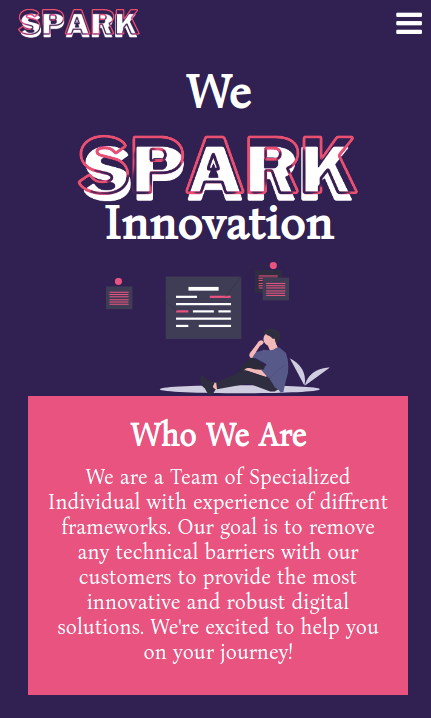 SPARK
We
SPARK
Innovation
Who We Are
We are a Team of Specialized
Individual with experience of diffrent
frameworks. Our goal is to remove
any technical barriers with our
customers to provide the most
innovative and robust digital
solutions. We're excited to help you
on your journey!